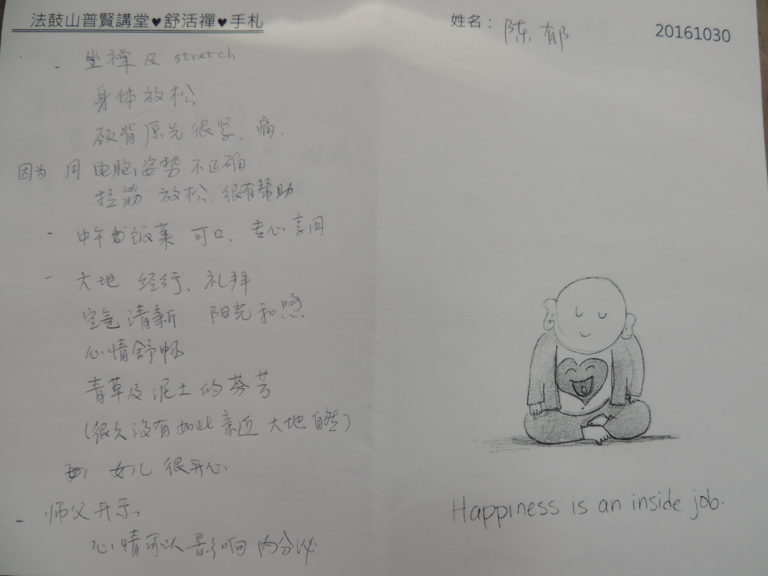 法鼓山普賢講堂♥舒活禪♥手札
姓名： 陈郁
20161030
- 坐禅及 stretch
身体放松
颈背原先很紧，痛.
因为 用电脑姿势不正确
拉筋 放松 很有帮助
- 中午 饭菜 可口，专心享用
- 大地 经行、礼拜
空气清新. 阳光和煦
心情舒畅
青草及泥土的芬芳
(很久没有如此亲近大地自然)
女儿很开心
- 师父开示
心情可以影响内分泌
Happiness is an inside job.